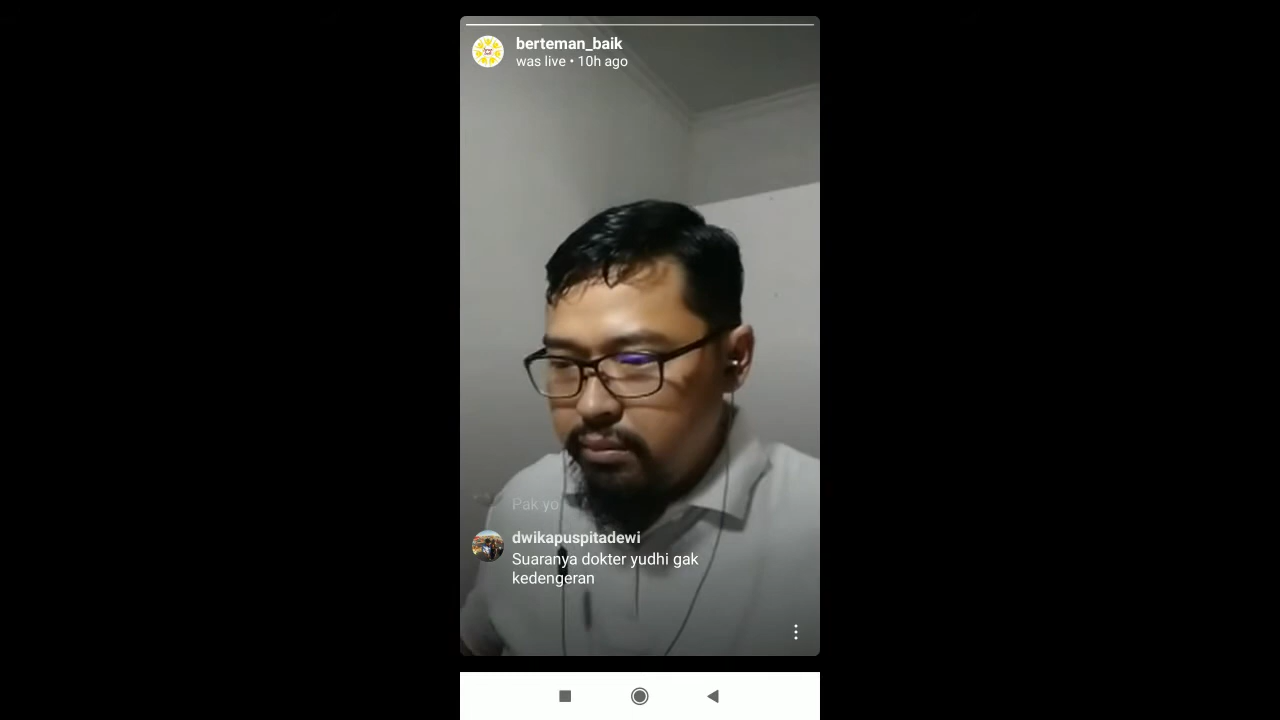 berteman_baik
was live • 10h ago
Pak yo
dwikapuspitadewi
Suaranya dokter yudhi gak
kedengeran